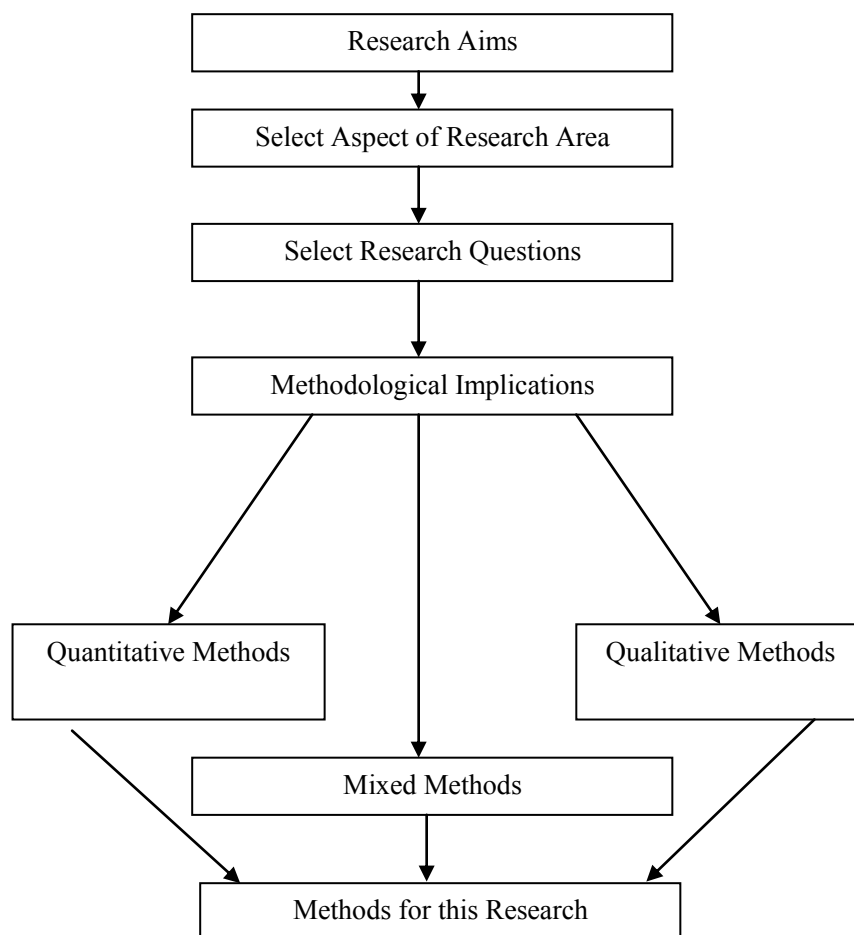 Research Aims
Select Aspect of Research Area
Select Research Questions
Methodological Implications
Quantitative Methods
Qualitative Methods
Mixed Methods
Methods for this Research